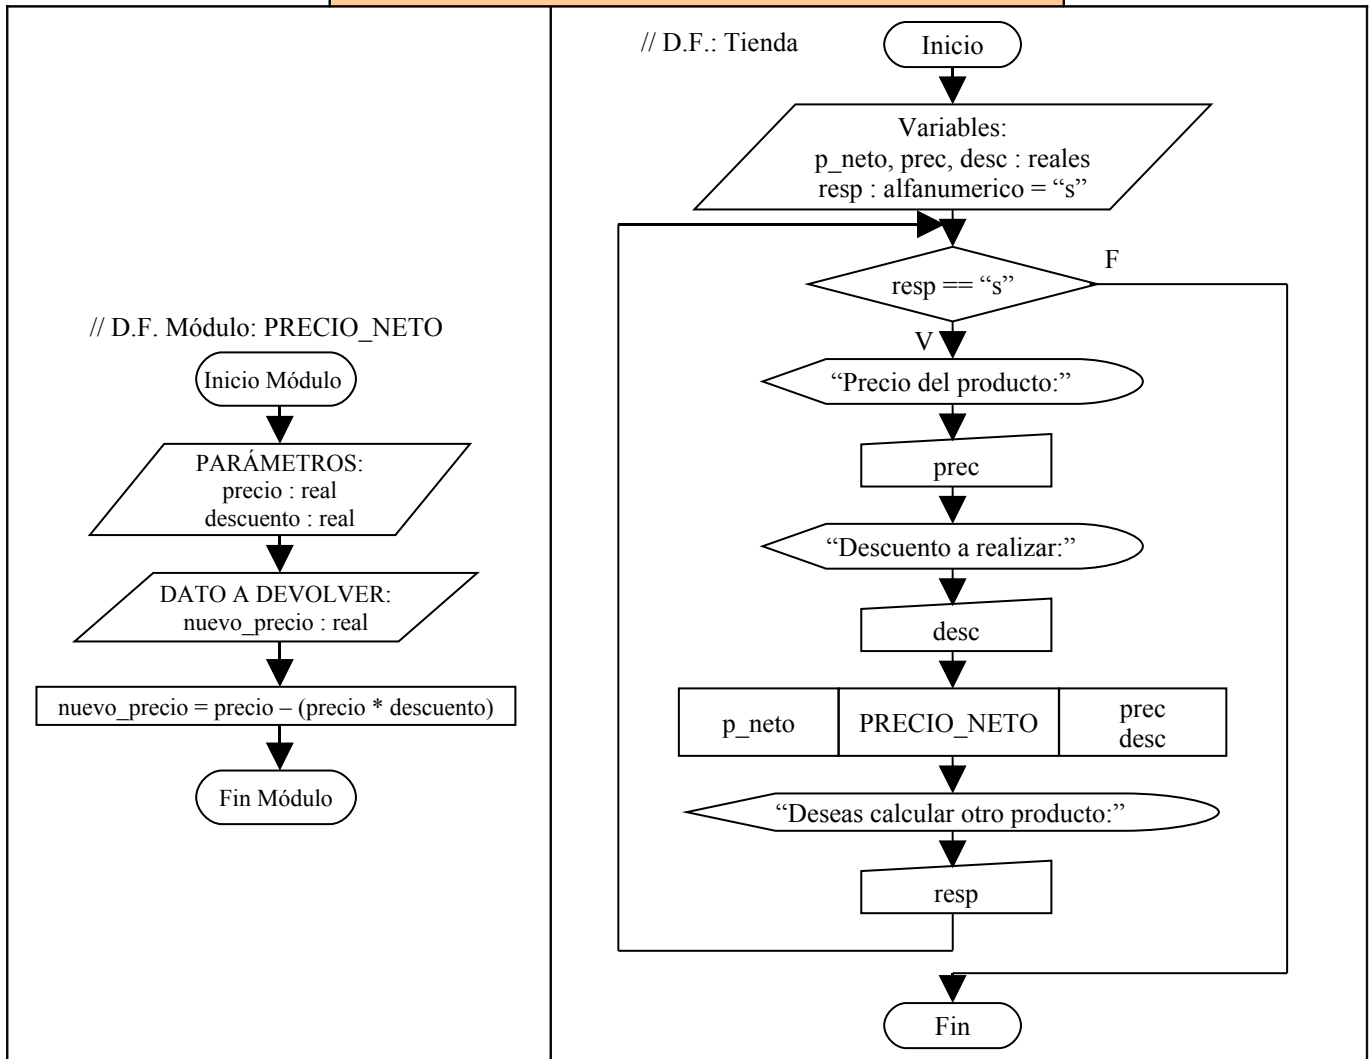 // D.F. Módulo: PRECIO_NETO
Inicio Módulo
PARÁMETROS:
precio : real
descuento : real
DATO A DEVOLVER:
nuevo_precio : real
nuevo_precio = precio – (precio * descuento)
Fin Módulo
// D.F.: Tienda
Inicio
Variables:
p_neto, prec, desc : reales
resp : alfanumerico = “s”
resp == “s”
F
V
“Precio del producto:”
prec
“Descuento a realizar:”
desc
p_neto
PRECIO_NETO
prec
desc
“Deseas calcular otro producto:”
resp
Fin